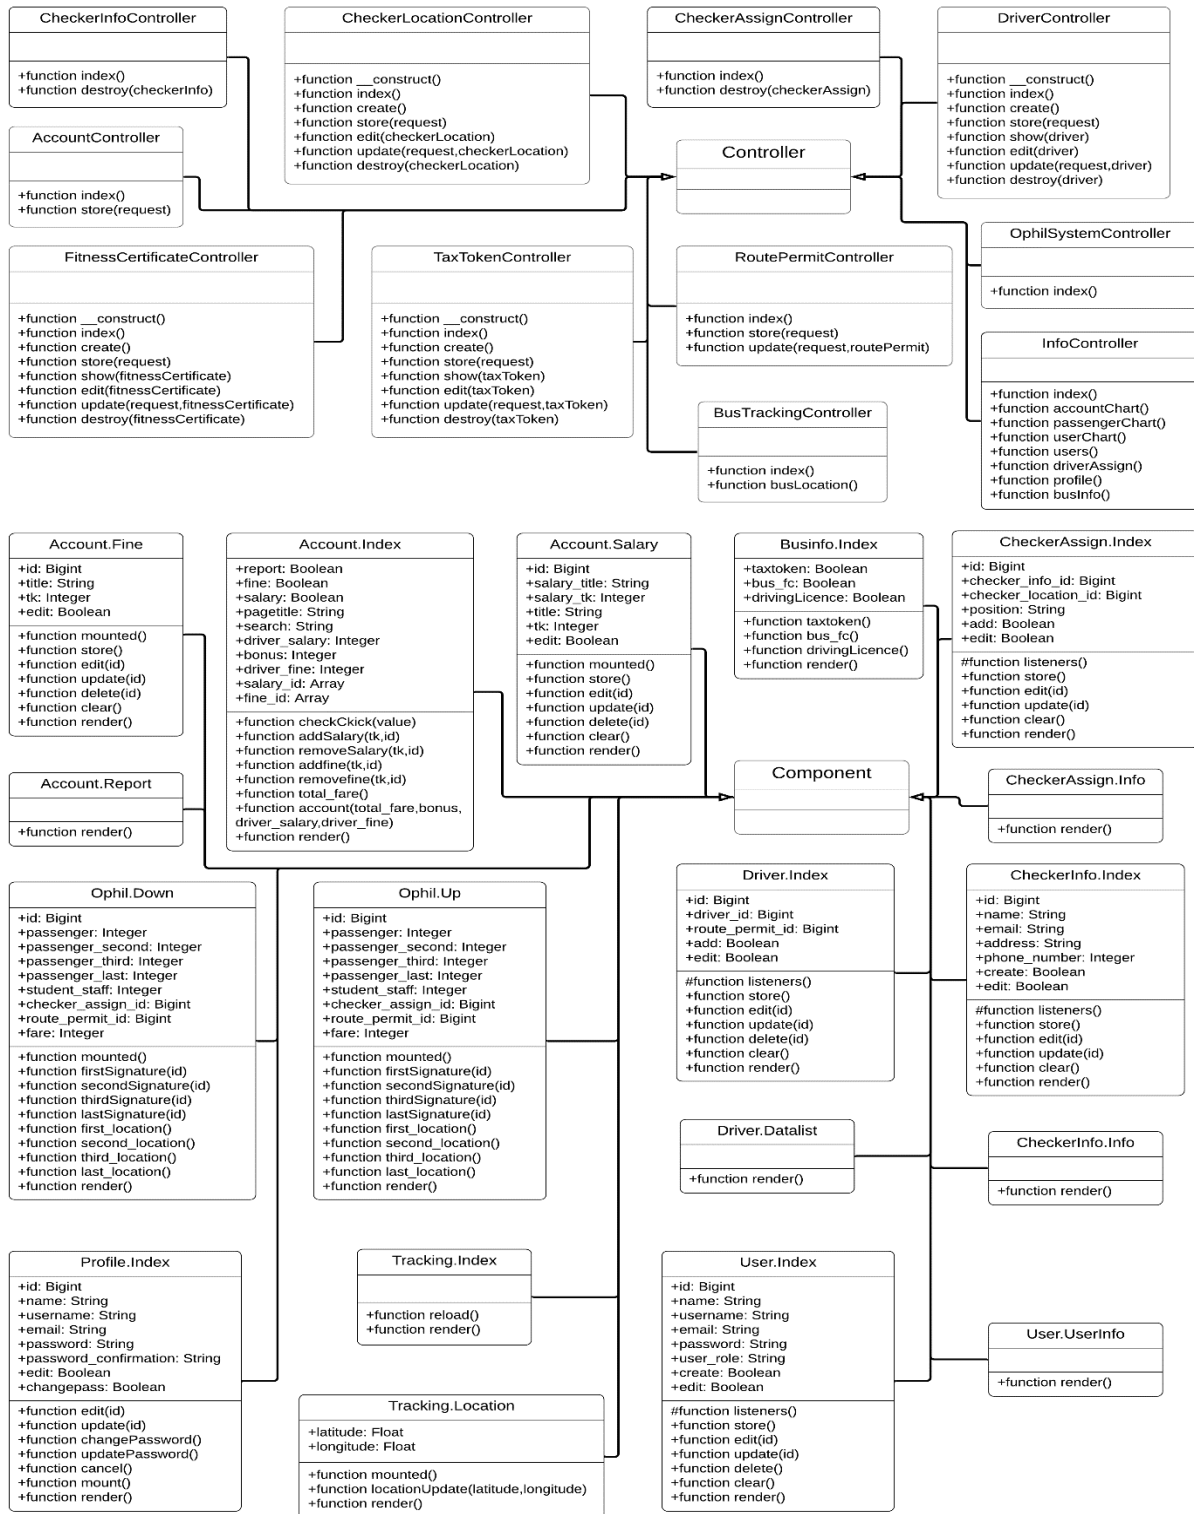 CheckerInfoController
+function index()
+function destroy(checkerInfo)
CheckerLocationController
+function __construct()
+function index()
+function create()
+function store(request)
+function edit(checkerLocation)
+function update(request,checkerLocation)
+function destroy(checkerLocation)
CheckerAssignController
+function index()
+function destroy(checkerAssign)
DriverController
+function __construct()
+function index()
+function create()
+function store(request)
+function show(driver)
+function edit(driver)
+function update(request,driver)
+function destroy(driver)
AccountController
+function index()
+function store(request)
Controller
OphilSystemController
+function index()
FitnessCertificateController
+function __construct()
+function index()
+function create()
+function store(request)
+function show(fitnessCertificate)
+function edit(fitnessCertificate)
+function update(request,fitnessCertificate)
+function destroy(fitnessCertificate)
TaxTokenController
+function __construct()
+function index()
+function create()
+function store(request)
+function show(taxToken)
+function edit(taxToken)
+function update(request,taxToken)
+function destroy(taxToken)
RoutePermitController
+function index()
+function store(request)
+function update(request,routePermit)
InfoController
+function index()
+function accountChart()
+function passengerChart()
+function userChart()
+function users()
+function driverAssign()
+function profile()
+function busInfo()
BusTrackingController
+function index()
+function busLocation()
Account.Fine
+id: Bigint
+title: String
+tk: Integer
+edit: Boolean
+function mounted()
+function store()
+function edit(id)
+function update(id)
+function delete(id)
+function clear()
+function render()
Account.Index
+report: Boolean
+fine: Boolean
+salary: Boolean
+pagetitle: String
+search: String
+driver_salary: Integer
+bonus: Integer
+driver_fine: Integer
+salary_id: Array
+fine_id: Array
+function checkCkick(value)
+function addSalary(tk,id)
+function removeSalary(tk,id)
+function addfine(tk,id)
+function removefine(tk,id)
+function total_fare()
+function account(total_fare,bonus,
driver_salary,driver_fine)
+function render()
Account.Salary
+id: Bigint
+salary_title: String
+salary_tk: Integer
+title: String
+tk: Integer
+edit: Boolean
+function mounted()
+function store()
+function edit(id)
+function update(id)
+function delete(id)
+function clear()
+function render()
Businfo.Index
+taxtoken: Boolean
+bus_fc: Boolean
+drivingLicence: Boolean
+function taxtoken()
+function bus_fc()
+function drivingLicence()
+function render()
CheckerAssign.Index
+id: Bigint
+checker_info_id: Bigint
+checker_location_id: Bigint
+position: String
+add: Boolean
+edit: Boolean
#function listeners()
+function store()
+function edit(id)
+function update(id)
+function clear()
+function render()
Account.Report
+function render()
Component
CheckerAssign.Info
+function render()
Ophil.Down
+id: Bigint
+passenger: Integer
+passenger_second: Integer
+passenger_third: Integer
+passenger_last: Integer
+student_staff: Integer
+checker_assign_id: Bigint
+route_permit_id: Bigint
+fare: Integer
+function mounted()
+function firstSignature(id)
+function secondSignature(id)
+function thirdSignature(id)
+function lastSignature(id)
+function first_location()
+function second_location()
+function third_location()
+function last_location()
+function render()
Ophil.Up
+id: Bigint
+passenger: Integer
+passenger_second: Integer
+passenger_third: Integer
+passenger_last: Integer
+student_staff: Integer
+checker_assign_id: Bigint
+route_permit_id: Bigint
+fare: Integer
+function mounted()
+function firstSignature(id)
+function secondSignature(id)
+function thirdSignature(id)
+function lastSignature(id)
+function first_location()
+function second_location()
+function third_location()
+function last_location()
+function render()
Driver.Index
+id: Bigint
+driver_id: Bigint
+route_permit_id: Bigint
+add: Boolean
+edit: Boolean
#function listeners()
+function store()
+function edit(id)
+function update(id)
+function delete(id)
+function clear()
+function render()
CheckerInfo.Index
+id: Bigint
+name: String
+email: String
+address: String
+phone_number: Integer
+create: Boolean
+edit: Boolean
#function listeners()
+function store()
+function edit(id)
+function update(id)
+function clear()
+function render()
Driver.Datalist
+function render()
CheckerInfo.Info
+function render()
Profile.Index
+id: Bigint
+name: String
+username: String
+email: String
+password: String
+password_confirmation: String
+edit: Boolean
+changepass: Boolean
+function edit(id)
+function update(id)
+function changePassword()
+function updatePassword()
+function cancel()
+function mount()
+function render()
Tracking.Index
+function reload()
+function render()
User.Index
+id: Bigint
+name: String
+username: String
+email: String
+password: String
+user_role: String
+create: Boolean
+edit: Boolean
#function listeners()
+function store()
+function edit(id)
+function update(id)
+function delete()
+function clear()
+function render()
User.UserInfo
+function render()
Tracking.Location
+latitude: Float
+longitude: Float
+function mounted()
+function locationUpdate(latitude,longitude)
+function render()